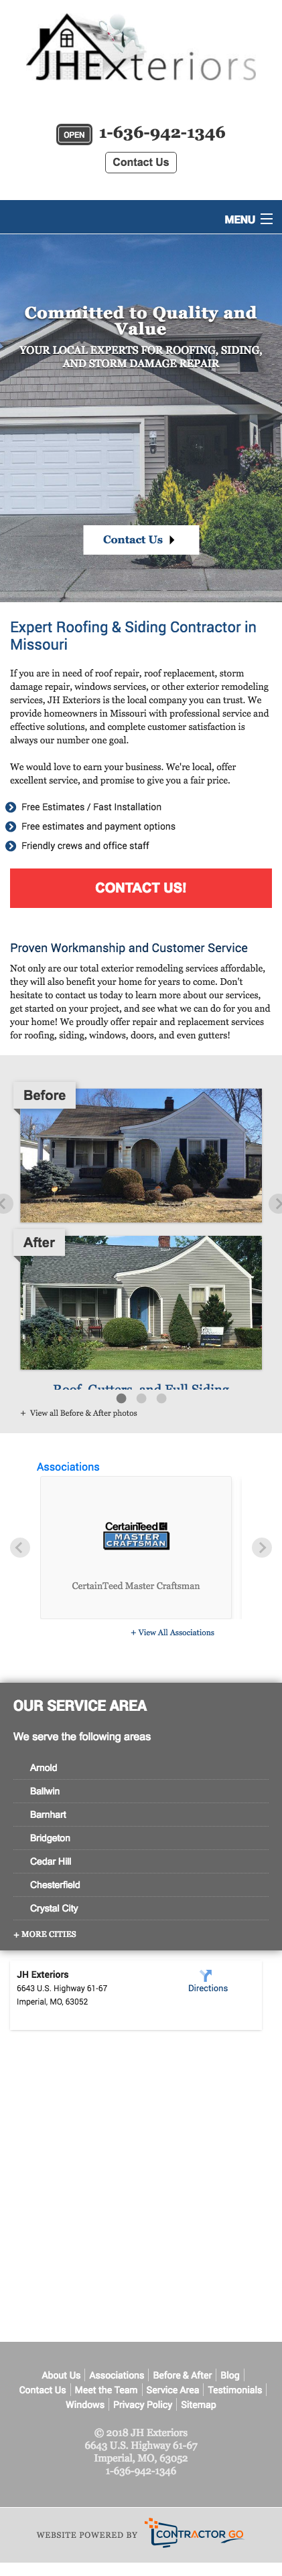 JHExteriors
OPEN 1-636-942-1346
Contact Us
MENU
Committed to Quality and
Value
YOUR LOCAL EXPERTS FOR ROOFING, SIDING,
AND STORM DAMAGE REPAIR
Contact Us
Expert Roofing & Siding Contractor in
Missouri
If you are in need of roof repair, roof replacement, storm
damage repair, windows services, or other exterior remodeling
services, JH Exteriors is the local company you can trust. We
provide homeowners in Missouri with professional service and
effective solutions, and complete customer satisfaction is
always our number one goal.
We would love to earn your business. We're local, offer
excellent service, and promise to give you a fair price.
Free Estimates / Fast Installation
Free estimates and payment options
Friendly crews and office staff
CONTACT US!
Proven Workmanship and Customer Service
Not only are our total exterior remodeling services affordable,
they will also benefit your home for years to come. Don't
hesitate to contact us today to learn more about our services,
get started on your project, and see what we can do for you and
your home! We proudly offer repair and replacement services
for roofing, siding, windows, doors, and even gutters!
Before
After
Roof, Gutters, and Full Siding
+ View all Before & After photos
Associations
CertainTeed
MASTER
CRAFTSMAN
CertainTeed Master Craftsman
+ View All Associations
OUR SERVICE AREA
We serve the following areas
Arnold
Ballwin
Barnhart
Bridgeton
Cedar Hill
Chesterfield
Crystal City
+ MORE CITIES
JH Exteriors
6643 U.S. Highway 61-67
Imperial, MO, 63052
Directions
About Us | Associations | Before & After | Blog |
Contact Us | Meet the Team | Service Area | Testimonials |
Windows | Privacy Policy | Sitemap
© 2018 JH Exteriors
6643 U.S. Highway 61-67
Imperial, MO, 63052
1-636-942-1346
WEBSITE POWERED BY CONTRACTOR GO